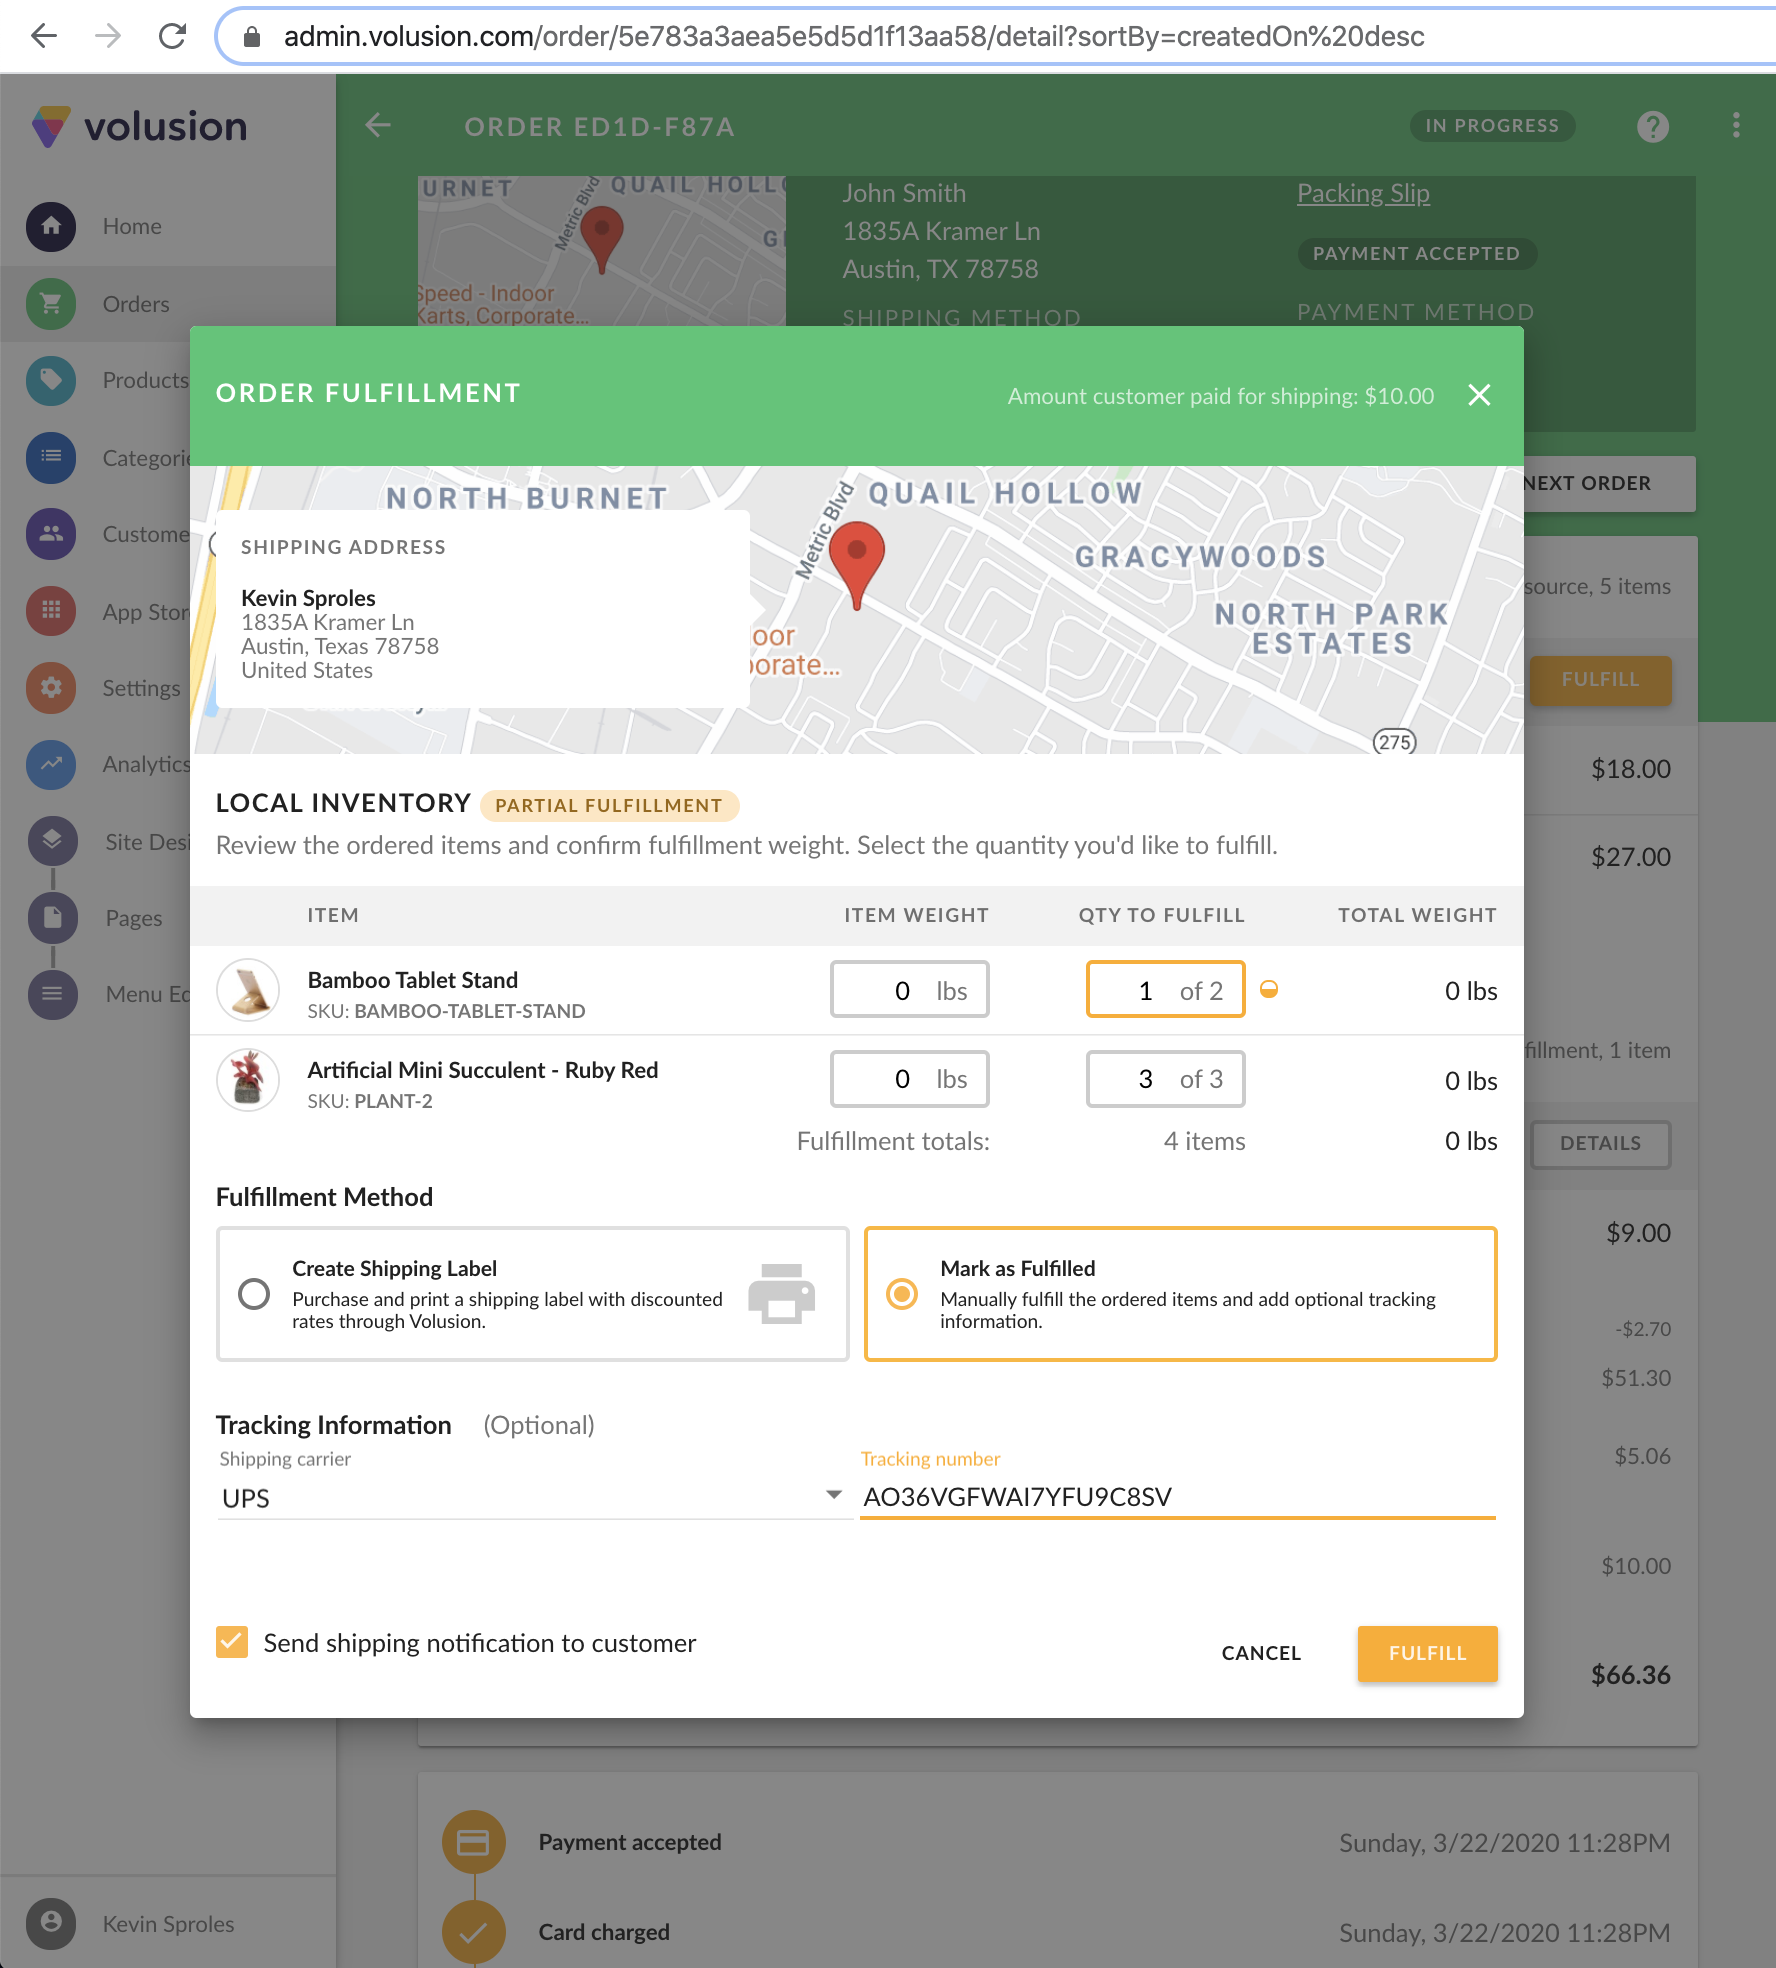 admin.volusion.com/order/5e783a3aea5e5d5d1f13aa58/detail?sortBy=createdOn%20desc
volusion
ORDER ED1D-F87A
IN PROGRESS
?
Home
Orders
Products
Customе
Settings
Analytics
Pages
Kevin Sproles
URNET
QUAIL HOLL
Metric Blvd
Speed - Indoor
Karts, Corporate...
John Smith
1835A Kramer Ln
Austin, TX 78758
SHIPPING METHOD
Packing Slip
PAYMENT ACCEPTED
PAYMENT METHOD
ORDER FULFILLMENT
Amount customer paid for shipping: $10.00
NORTH BURNET
Metric Blvd
QUAIL HOLLOW
GRACYWOODS
NORTH PARK
ESTATES
oor
orate...
275
SHIPPING ADDRESS
Kevin Sproles
1835A Kramer Ln
Austin, Texas 78758
United States
LOCAL INVENTORY PARTIAL FULFILLMENT
Review the ordered items and confirm fulfillment weight. Select the quantity you'd like to fulfill.
ITEM ITEM WEIGHT QTY TO FULFILL TOTAL WEIGHT
Bamboo Tablet Stand 0 lbs 1 of 2 0 lbs
SKU: BAMBOO-TABLET-STAND
Artificial Mini Succulent - Ruby Red 0 lbs 3 of 3 0 lbs
SKU: PLANT-2
Fulfillment totals: 4 items 0 lbs
Fulfillment Method
Create Shipping Label
Purchase and print a shipping label with discounted
rates through Volusion.
Mark as Fulfilled
Manually fulfill the ordered items and add optional tracking
information.
Tracking Information (Optional)
Shipping carrier
UPS
Tracking number
AO36VGFWAI7YFU9C8SV
Send shipping notification to customer
CANCEL
FULFILL
NEXT ORDER
source, 5 items
FULFILL
$18.00
$27.00
fillment, 1 item
DETAILS
$9.00
-$2.70
$51.30
$5.06
$10.00
$66.36
Payment accepted Sunday, 3/22/2020 11:28PM
Card charged Sunday, 3/22/2020 11:28PM